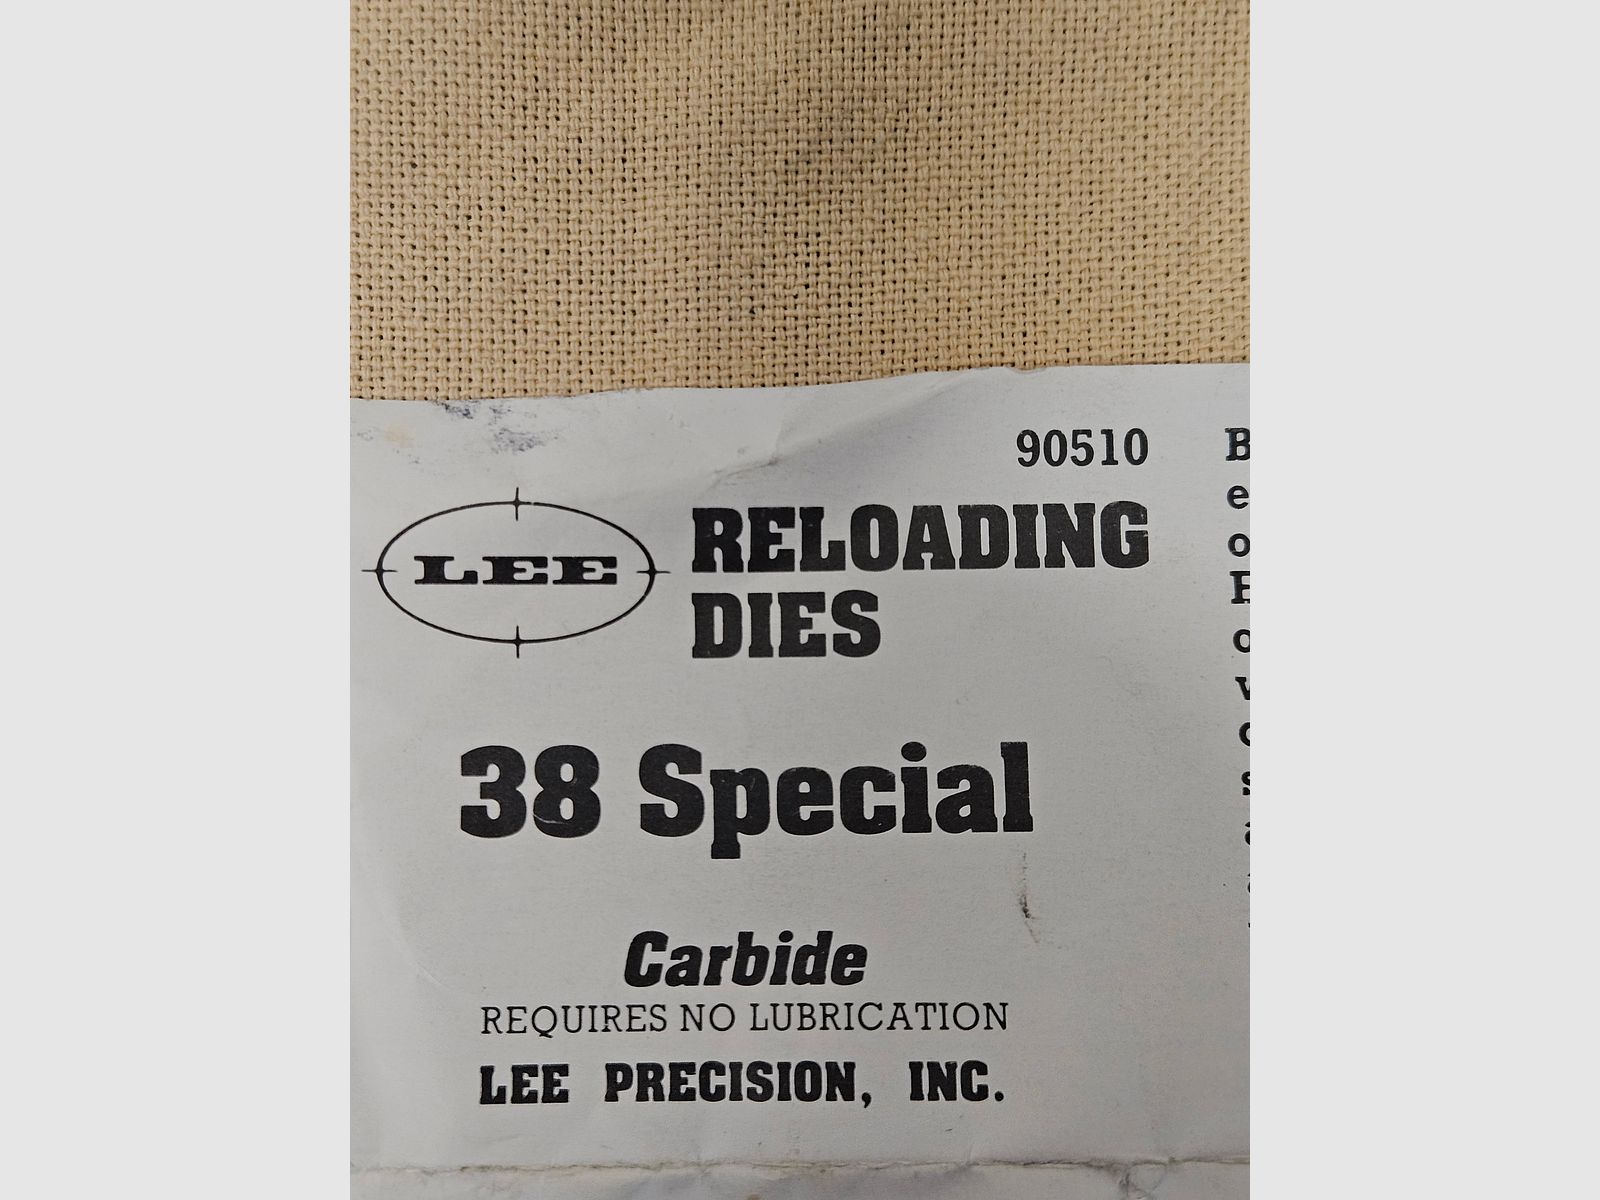 90510
LEE
RELOADING
DIES
38 Special
Carbide
REQUIRES NO LUBRICATION
LEE PRECISION, INC.